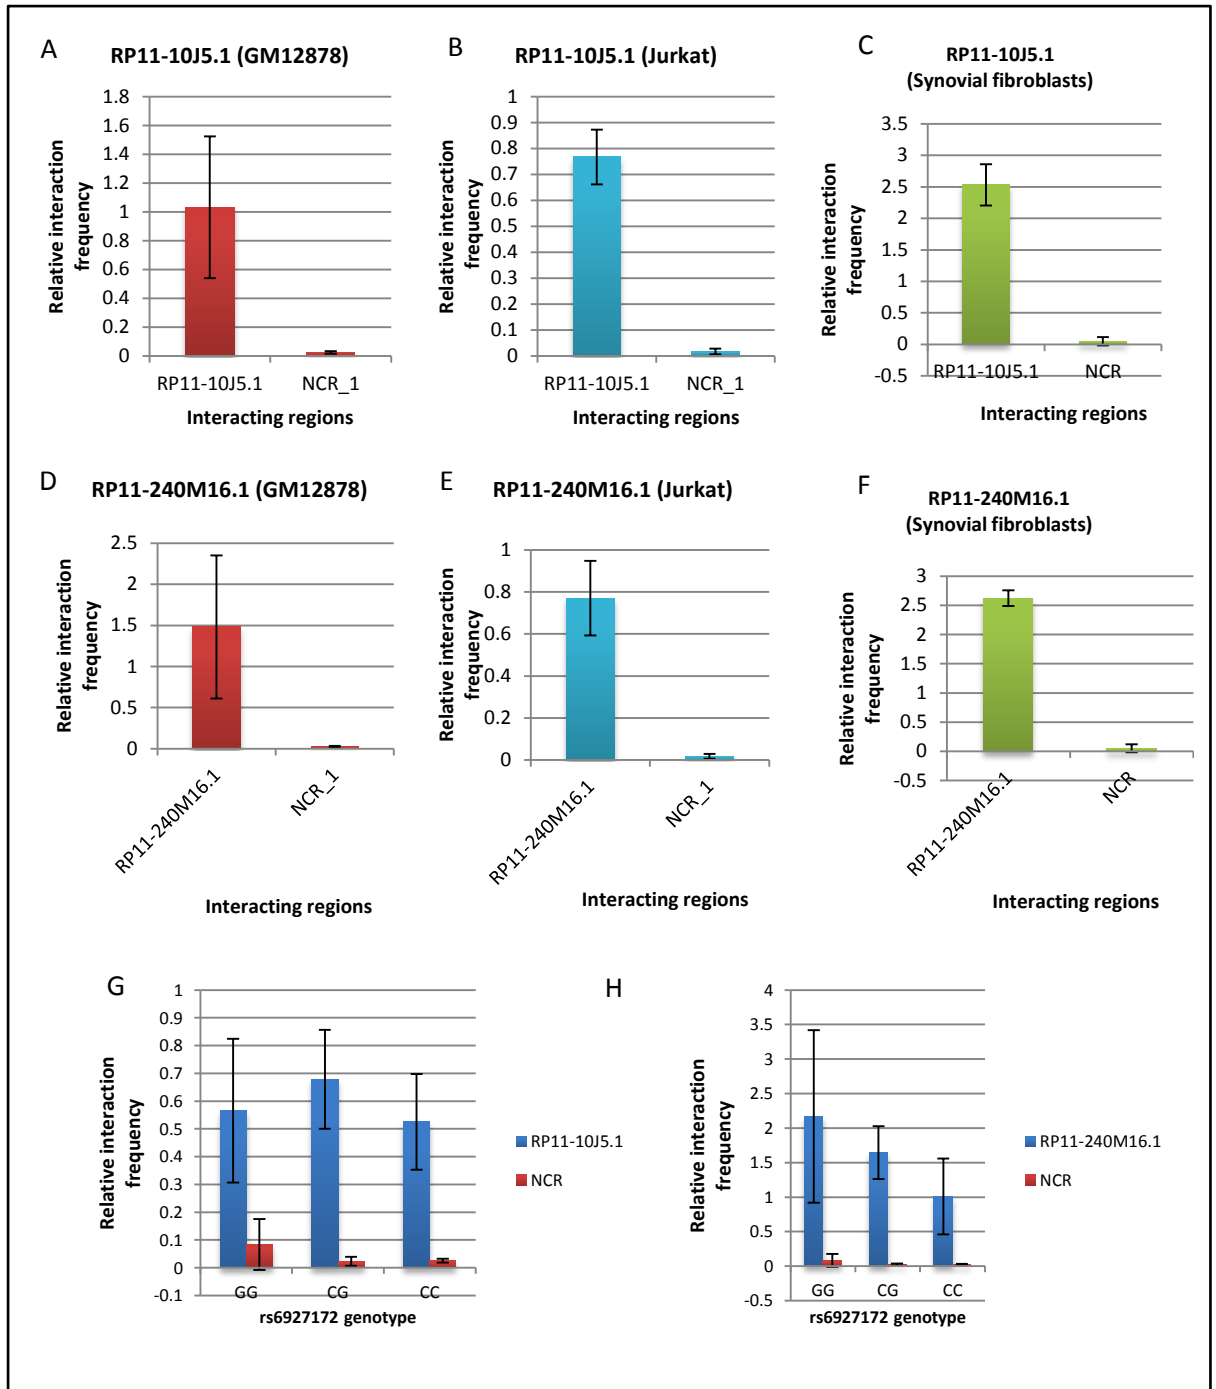 A
RP11-10J5.1 (GM12878)
Relative interaction
frequency
1.8
1.6
1.4
1.2
1
0.8
0.6
0.4
0.2
0
RP11-10J5.1 NCR_1
Interacting regions
B
RP11-10J5.1 (Jurkat)
Relative interaction
frequency
1
0.9
0.8
0.7
0.6
0.5
0.4
0.3
0.2
0.1
0
RP11-10J5.1 NCR_1
Interacting regions
C
RP11-10J5.1
(Synovial fibroblasts)
Relative interaction
frequency
3.5
3
2.5
2
1.5
1
0.5
0
-0.5
RP11-10J5.1 NCR
Interacting regions
D
RP11-240M16.1 (GM12878)
Relative interaction
frequency
2.5
2
1.5
1
0.5
0
RP11-240M16.1 NCR_1
Interacting regions
E
RP11-240M16.1 (Jurkat)
Relative interaction
frequency
1
0.8
0.6
0.4
0.2
0
RP11-240M16.1 NCR_1
Interacting regions
F
RP11-240M16.1
(Synovial fibroblasts)
Relative interaction
frequency
3
2.5
2
1.5
1
0.5
0
-0.5
RP11-240M16.1 NCR
Interacting regions
G
Relative interaction
frequency
1
0.9
0.8
0.7
0.6
0.5
0.4
0.3
0.2
0.1
0
-0.1
GG CG CC
rs6927172 genotype
RP11-10J5.1
NCR
H
Relative interaction
frequency
4
3.5
3
2.5
2
1.5
1
0.5
0
-0.5
GG CG CC
rs6927172 genotype
RP11-240M16.1
NCR